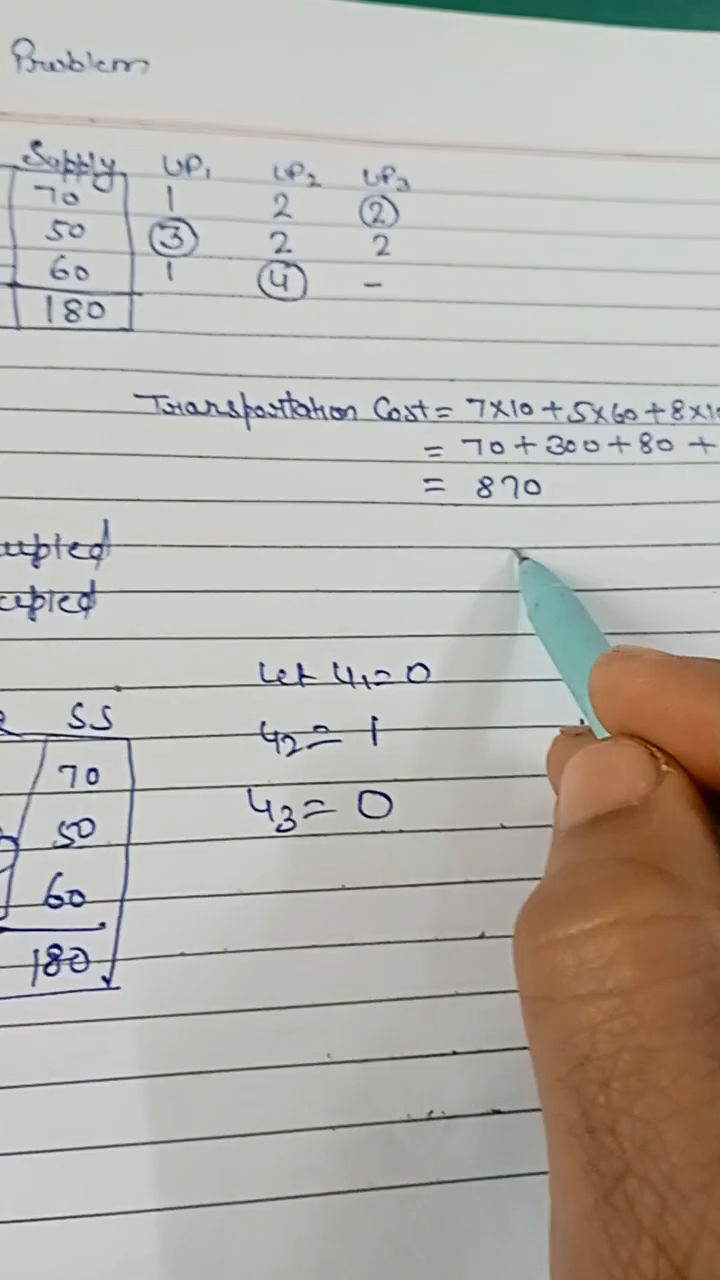 Problem
Supply UP1 UP2 UP3
70 1 2 2
50 3 2 2
60 1 4 -
180
Transportation Cost = 7x10+5x60+8x1
= 70+300+80+
= 870
upied
upied
Let u1=0
SS
u2=1
70
u3=0
50
60
180